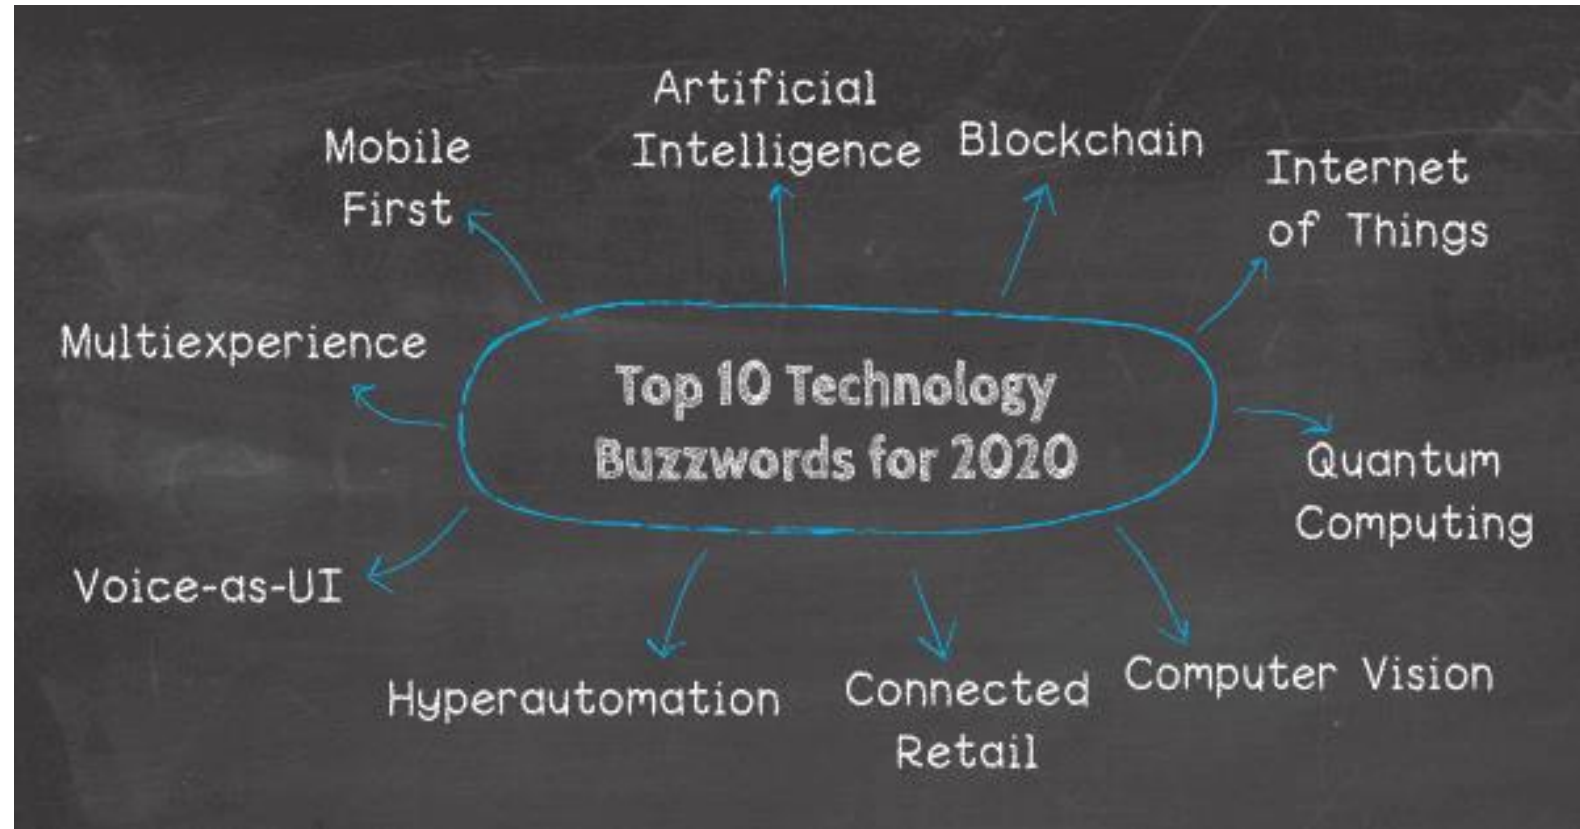 Top 10 Technology
Buzzwords for 2020
Mobile
First
Artificial
Intelligence
Blockchain
Internet
of Things
Quantum
Computing
Computer Vision
Connected
Retail
Hyperautomation
Voice-as-UI
Multiexperience